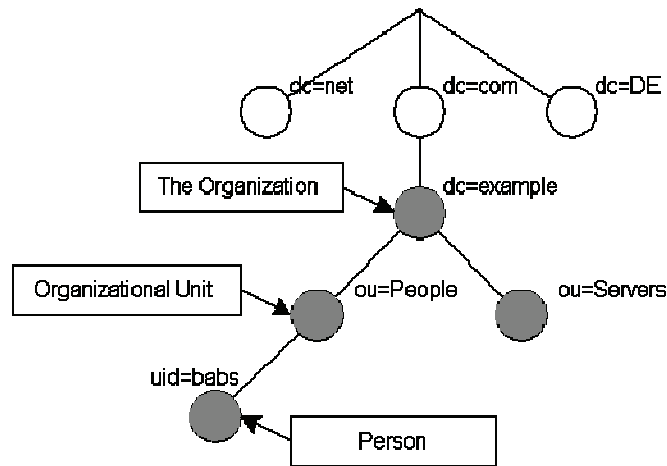 dc=net
dc=com
dc=DE
The Organization
dc=example
Organizational Unit
ou=People
ou=Servers
uid=babs
Person